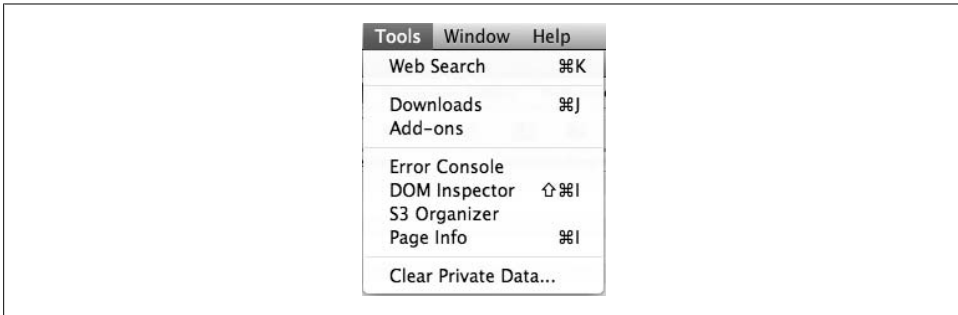 Tools Window Help
Web Search ⌘K
Downloads ⌘J
Add-ons
Error Console
DOM Inspector ⇧⌘I
S3 Organizer
Page Info ⌘I
Clear Private Data...